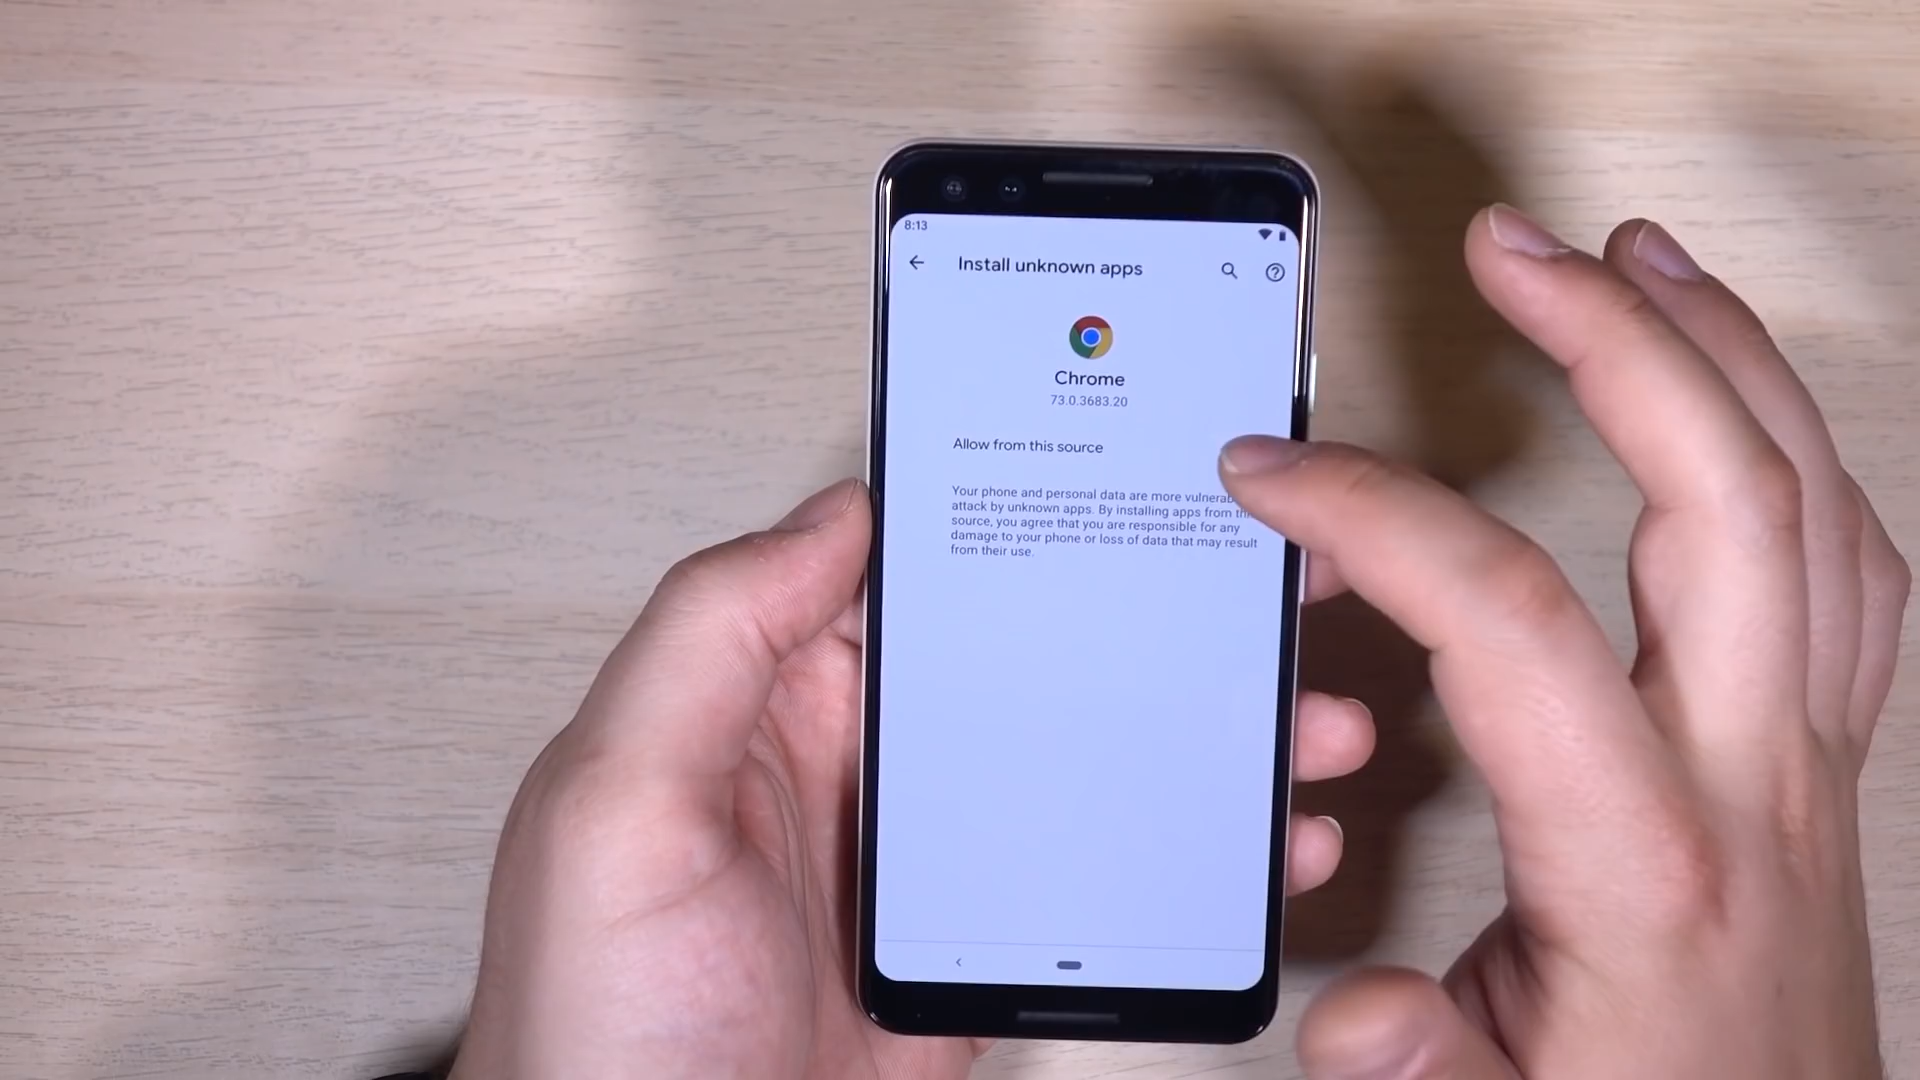 8:13
Install unknown apps
Chrome
73.0.3683.20
Allow from this source
Your phone and personal data are more
attack by unknown apps. By installing apps from
source, you agree that you are responsible for any
damage to your phone or loss of data that may result
from their use.